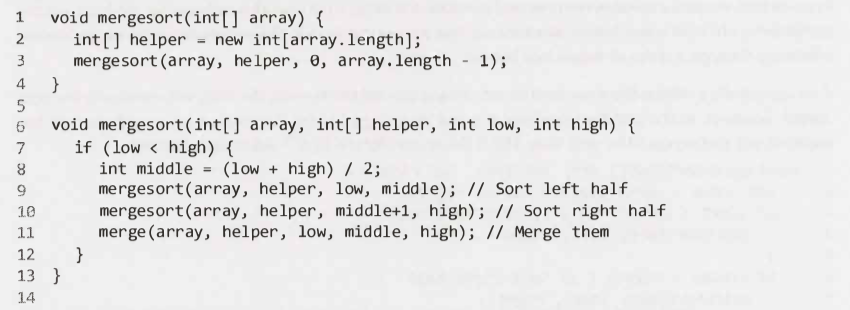 1 void mergesort(int[] array) {
2 int[] helper = new int[array.length];
3 mergesort(array, helper, 0, array.length - 1);
4 }
5
6 void mergesort(int[] array, int[] helper, int low, int high) {
7 if (low < high) {
8 int middle = (low + high) / 2;
9 mergesort(array, helper, low, middle); // Sort left half
10 mergesort(array, helper, middle+1, high); // Sort right half
11 merge(array, helper, low, middle, high); // Merge them
12 }
13 }
14